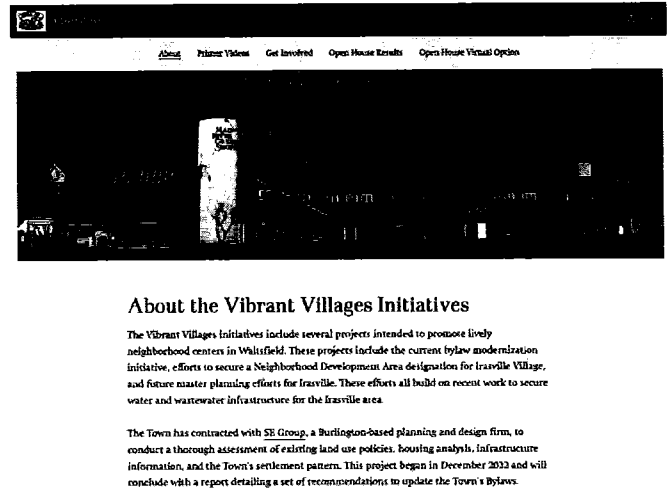 About Primer Videos Get Involved Open House Results Open House Virtual Option
About the Vibrant Villages Initiatives
The Vibrant Villages Initiatives include several projects intended to promote lively
neighborhood centers in Waitsfield. These projects include the current bylaw modernization
initiative, efforts to secure a Neighborhood Development Area designation for Irasville Village,
and future master planning efforts for Irasville. These efforts all build on recent work to secure
water and wastewater infrastructure for the Irasville area.
The Town has contracted with SE Group, a Burlington-based planning and design firm, to
conduct a thorough assessment of existing land use policies, housing analysis, infrastructure
information, and the Town's settlement pattern. This project began in December 2022 and will
conclude with a report detailing a set of recommendations to update the Town's Bylaws.